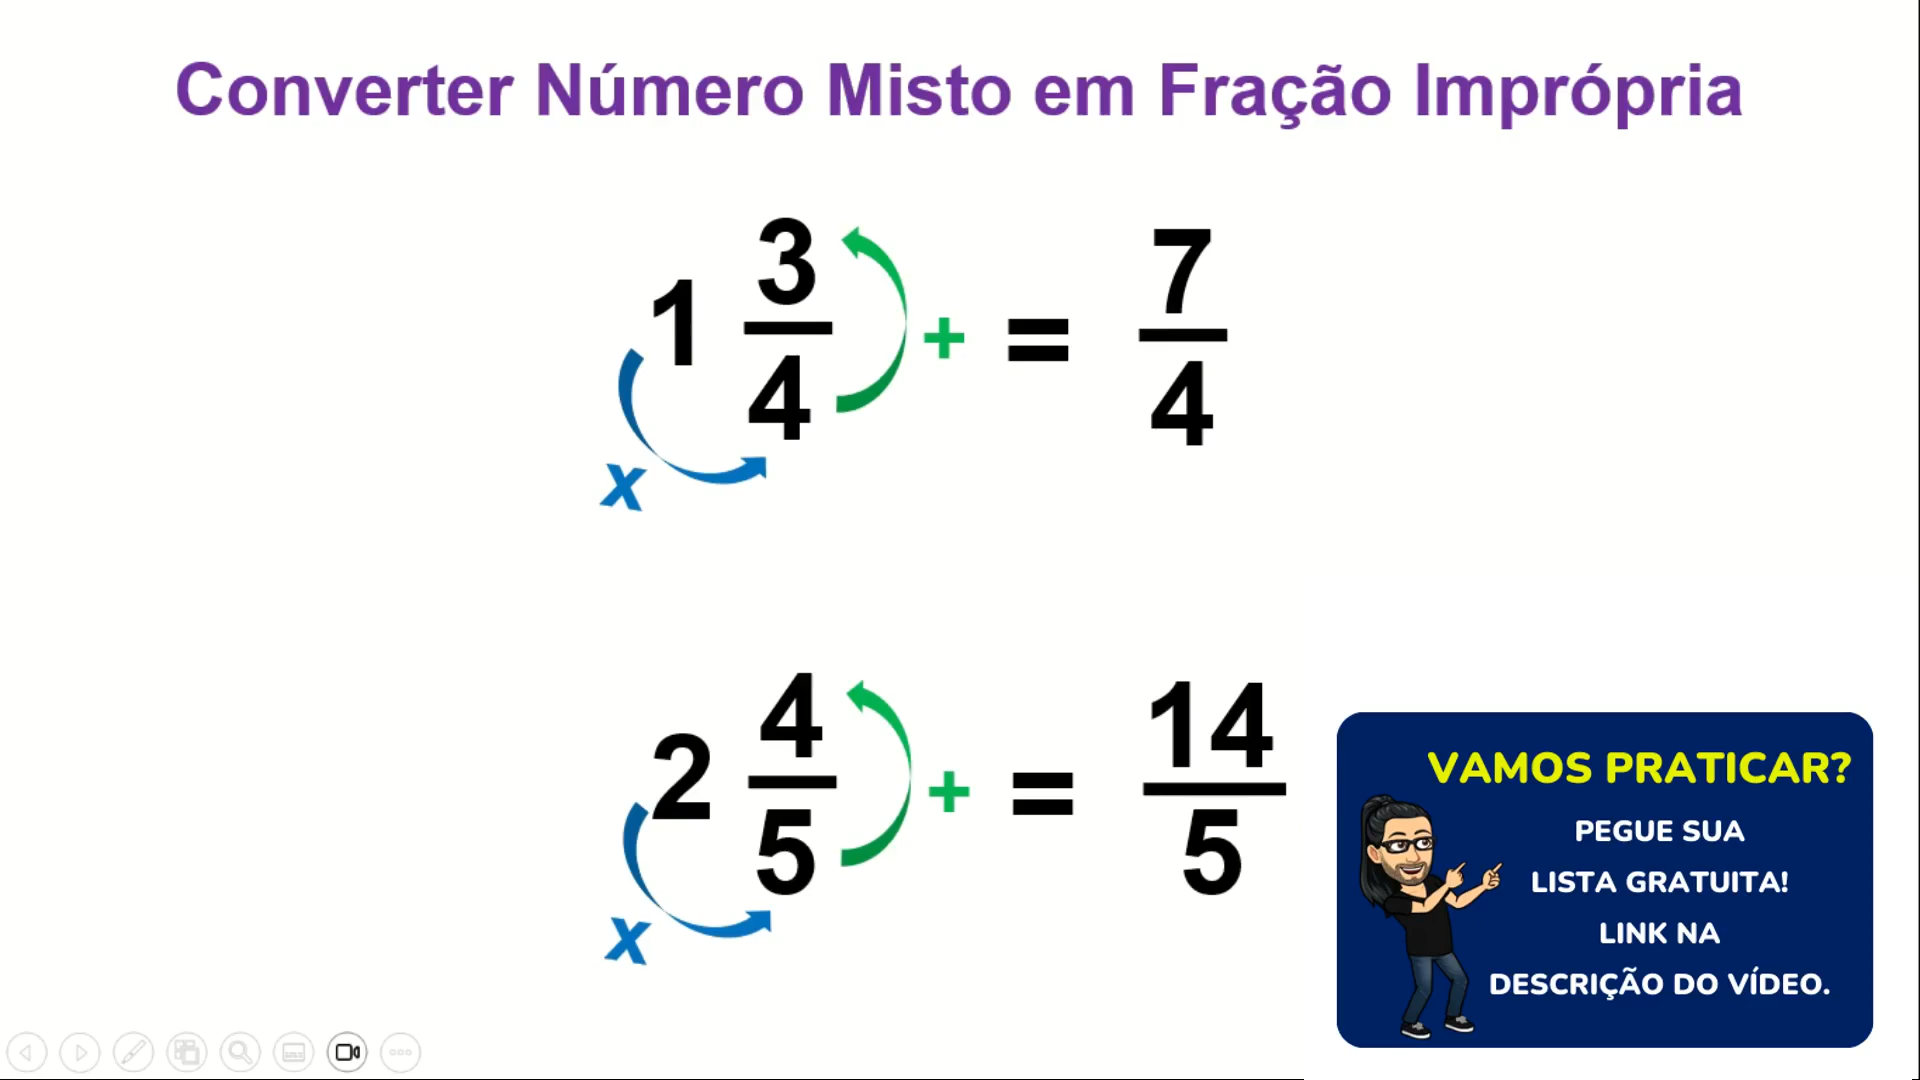 Converter Número Misto em Fração Imprópria
1 3/4 + = 7/4
x
2 4/5 + = 14/5
x
VAMOS PRATICAR?
PEGUE SUA
LISTA GRATUITA!
LINK NA
DESCRIÇÃO DO VÍDEO.